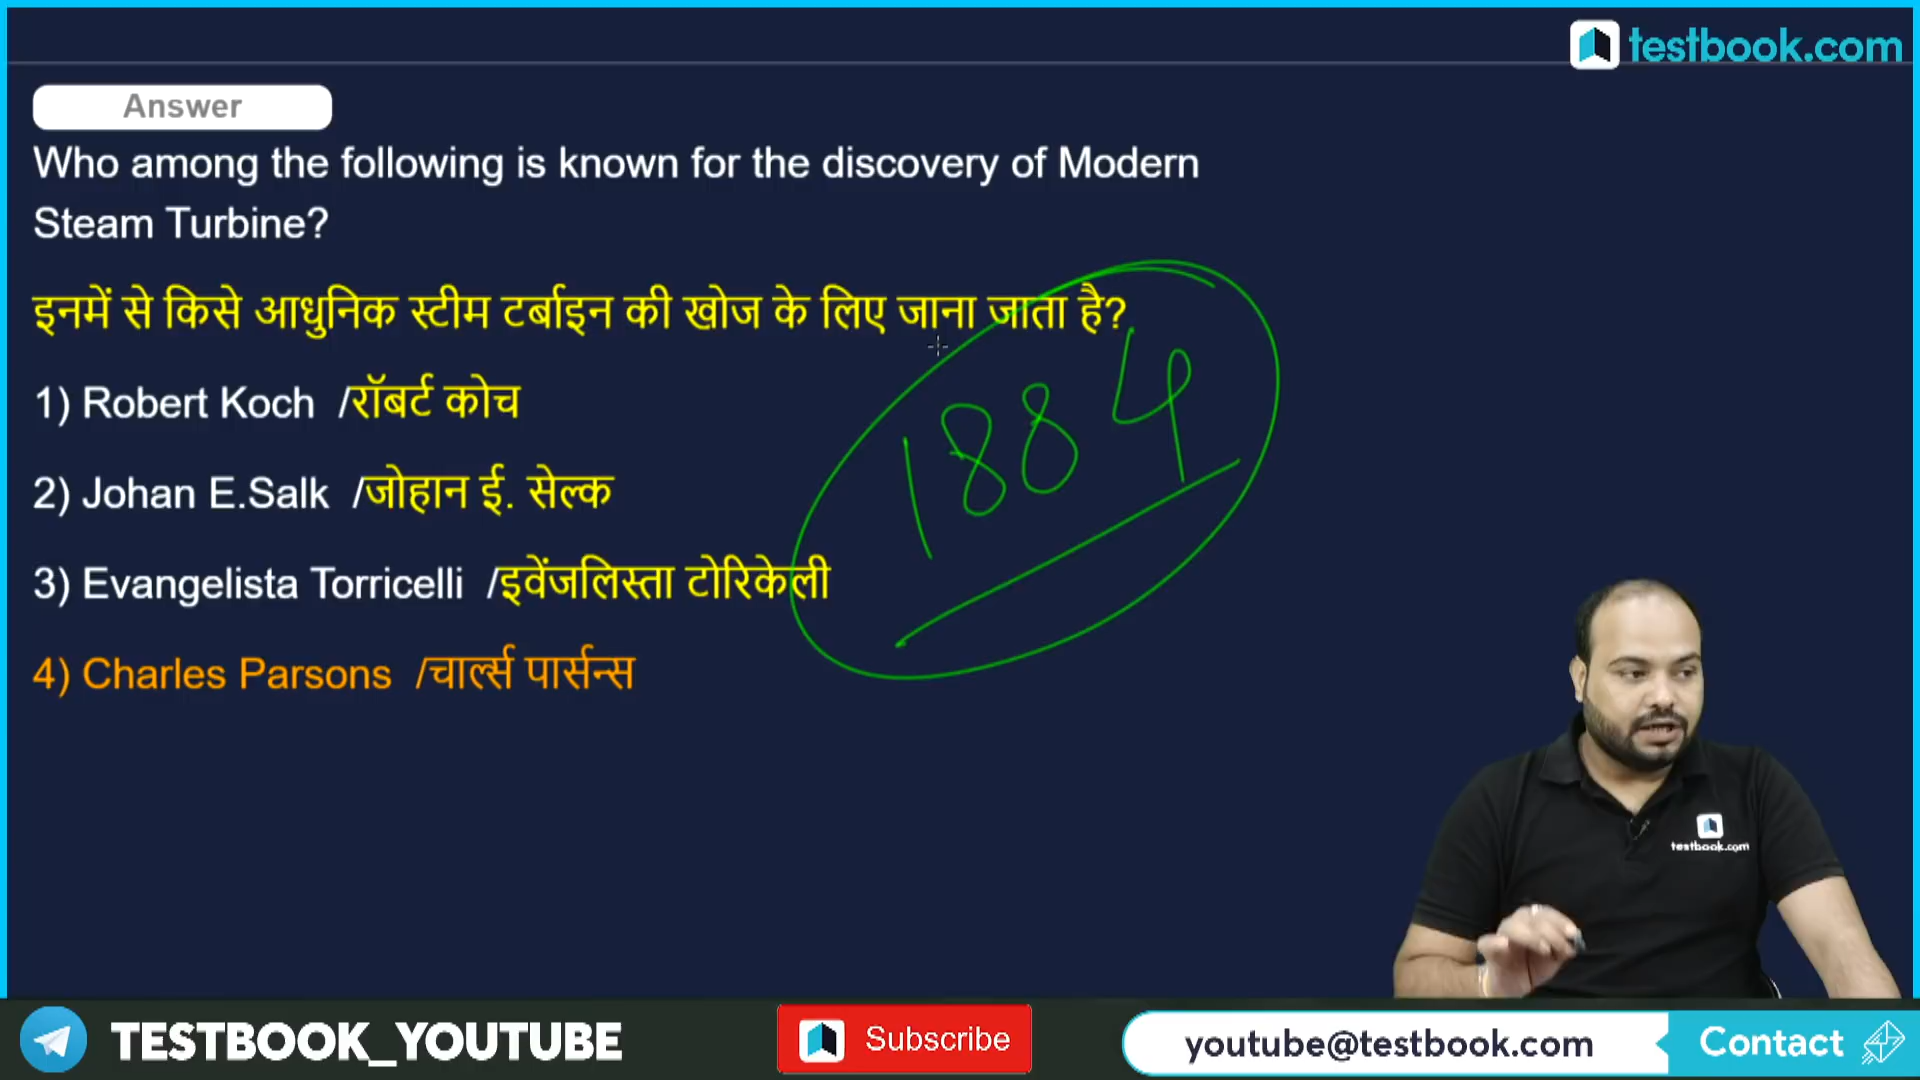 testbook.com
Answer
Who among the following is known for the discovery of Modern
Steam Turbine?
इनमें से किसे आधुनिक स्टीम टर्बाइन की खोज के लिए जाना जाता है?
1884
1) Robert Koch /रॉबर्ट कोच
2) Johan E.Salk /जोहान ई. सेल्क
3) Evangelista Torricelli /इवेंजलिस्ता टोरिकेली
4) Charles Parsons /चार्ल्स पार्सन्स
testbook.com
TESTBOOK_YOUTUBE
Subscribe
youtube@testbook.com
Contact